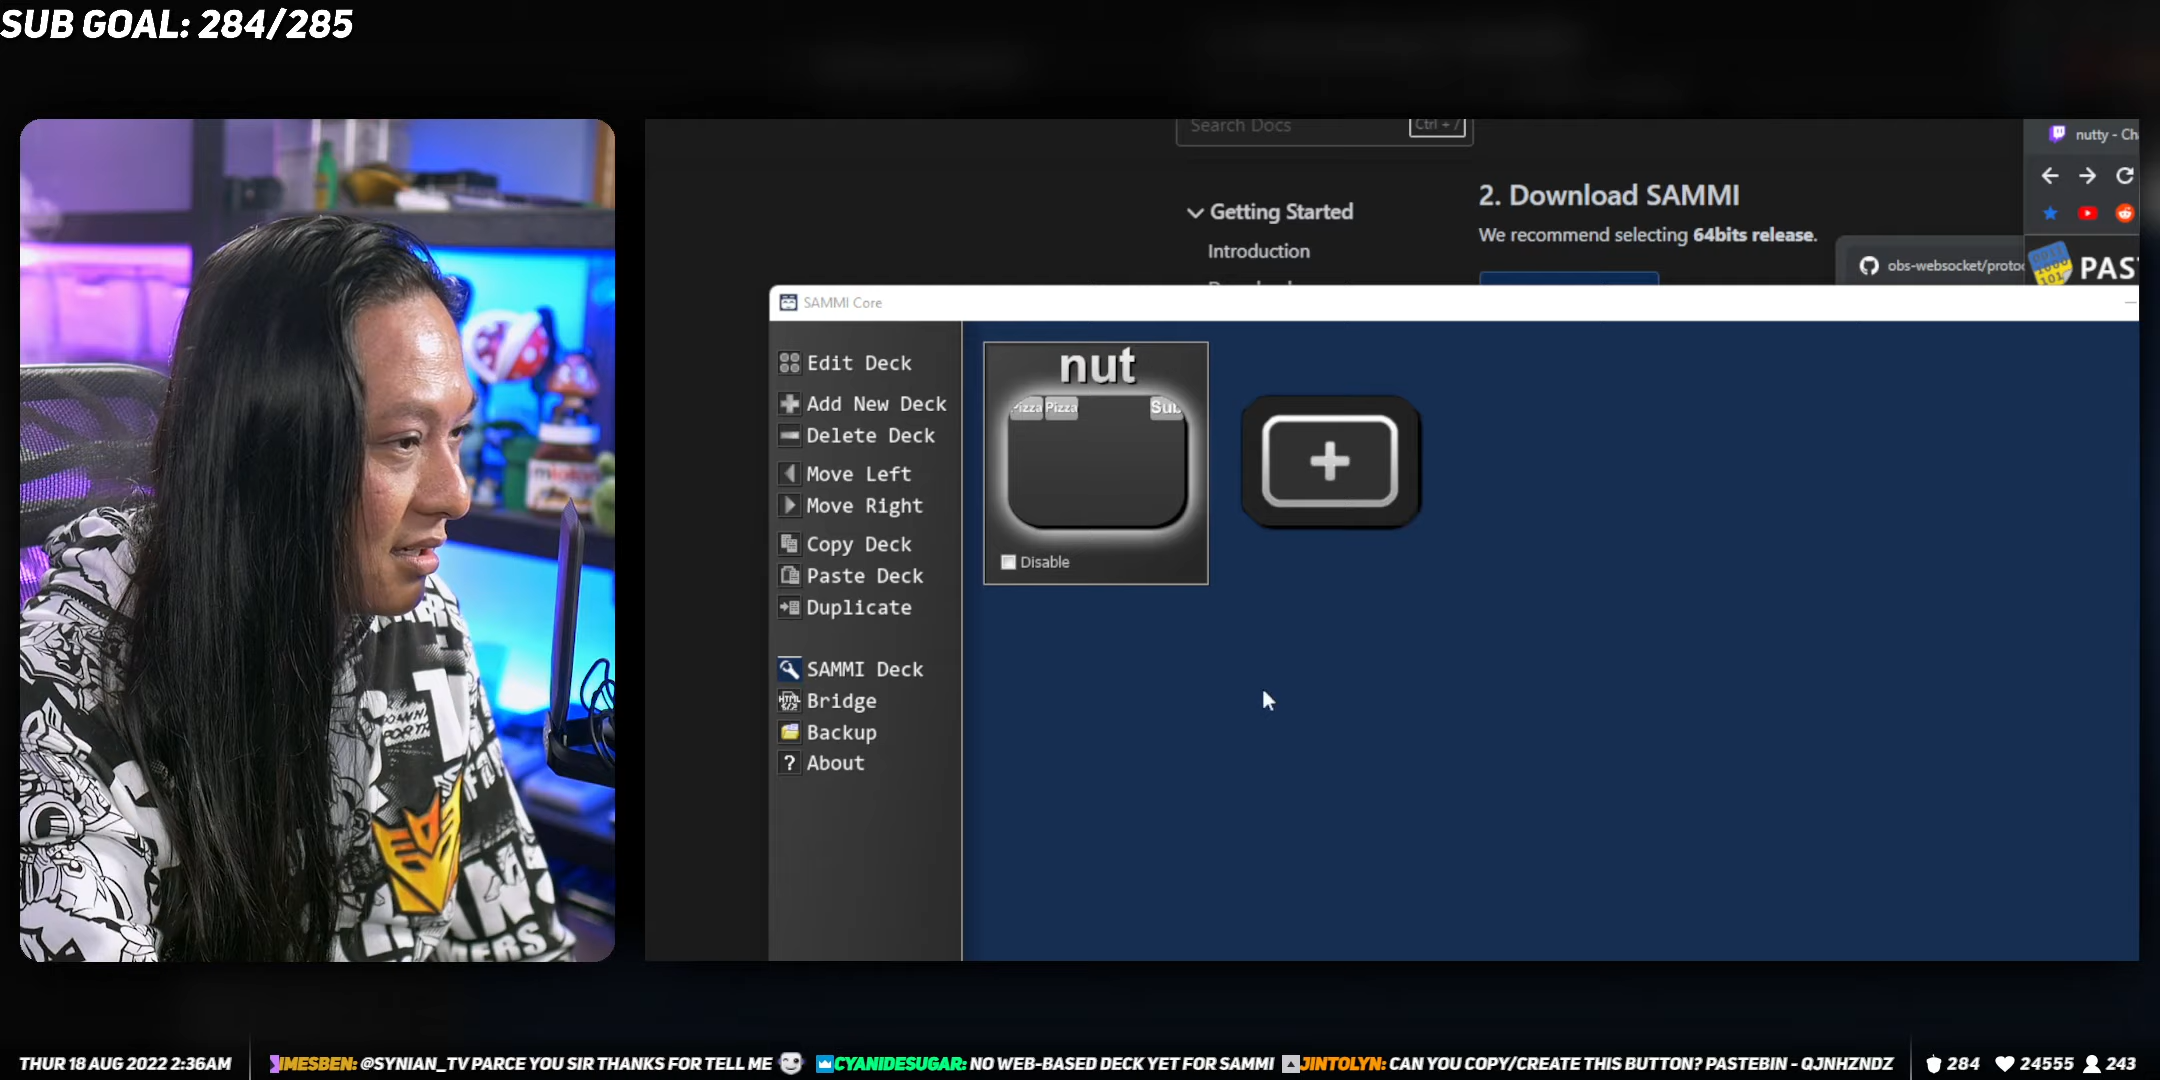 SUB GOAL: 284/285
Search Docs
Ctrl + /
Getting Started
Introduction
2. Download SAMMI
We recommend selecting 64bits release.
nutty - Ch
obs-websocket/protoc
PAS
SAMMI Core
Edit Deck
Add New Deck
Delete Deck
Move Left
Move Right
Copy Deck
Paste Deck
Duplicate
SAMMI Deck
Bridge
Backup
About
nut
Pizza Pizza Sub
Disable
THUR 18 AUG 2022 2:36AM
IMESBEN: @SYNIAN_TV PARCE YOU SIR THANKS FOR TELL ME CYANIDESUGAR: NO WEB-BASED DECK YET FOR SAMMI JINTOLYN: CAN YOU COPY/CREATE THIS BUTTON? PASTEBIN - QJNHZNDZ
284 24555 243